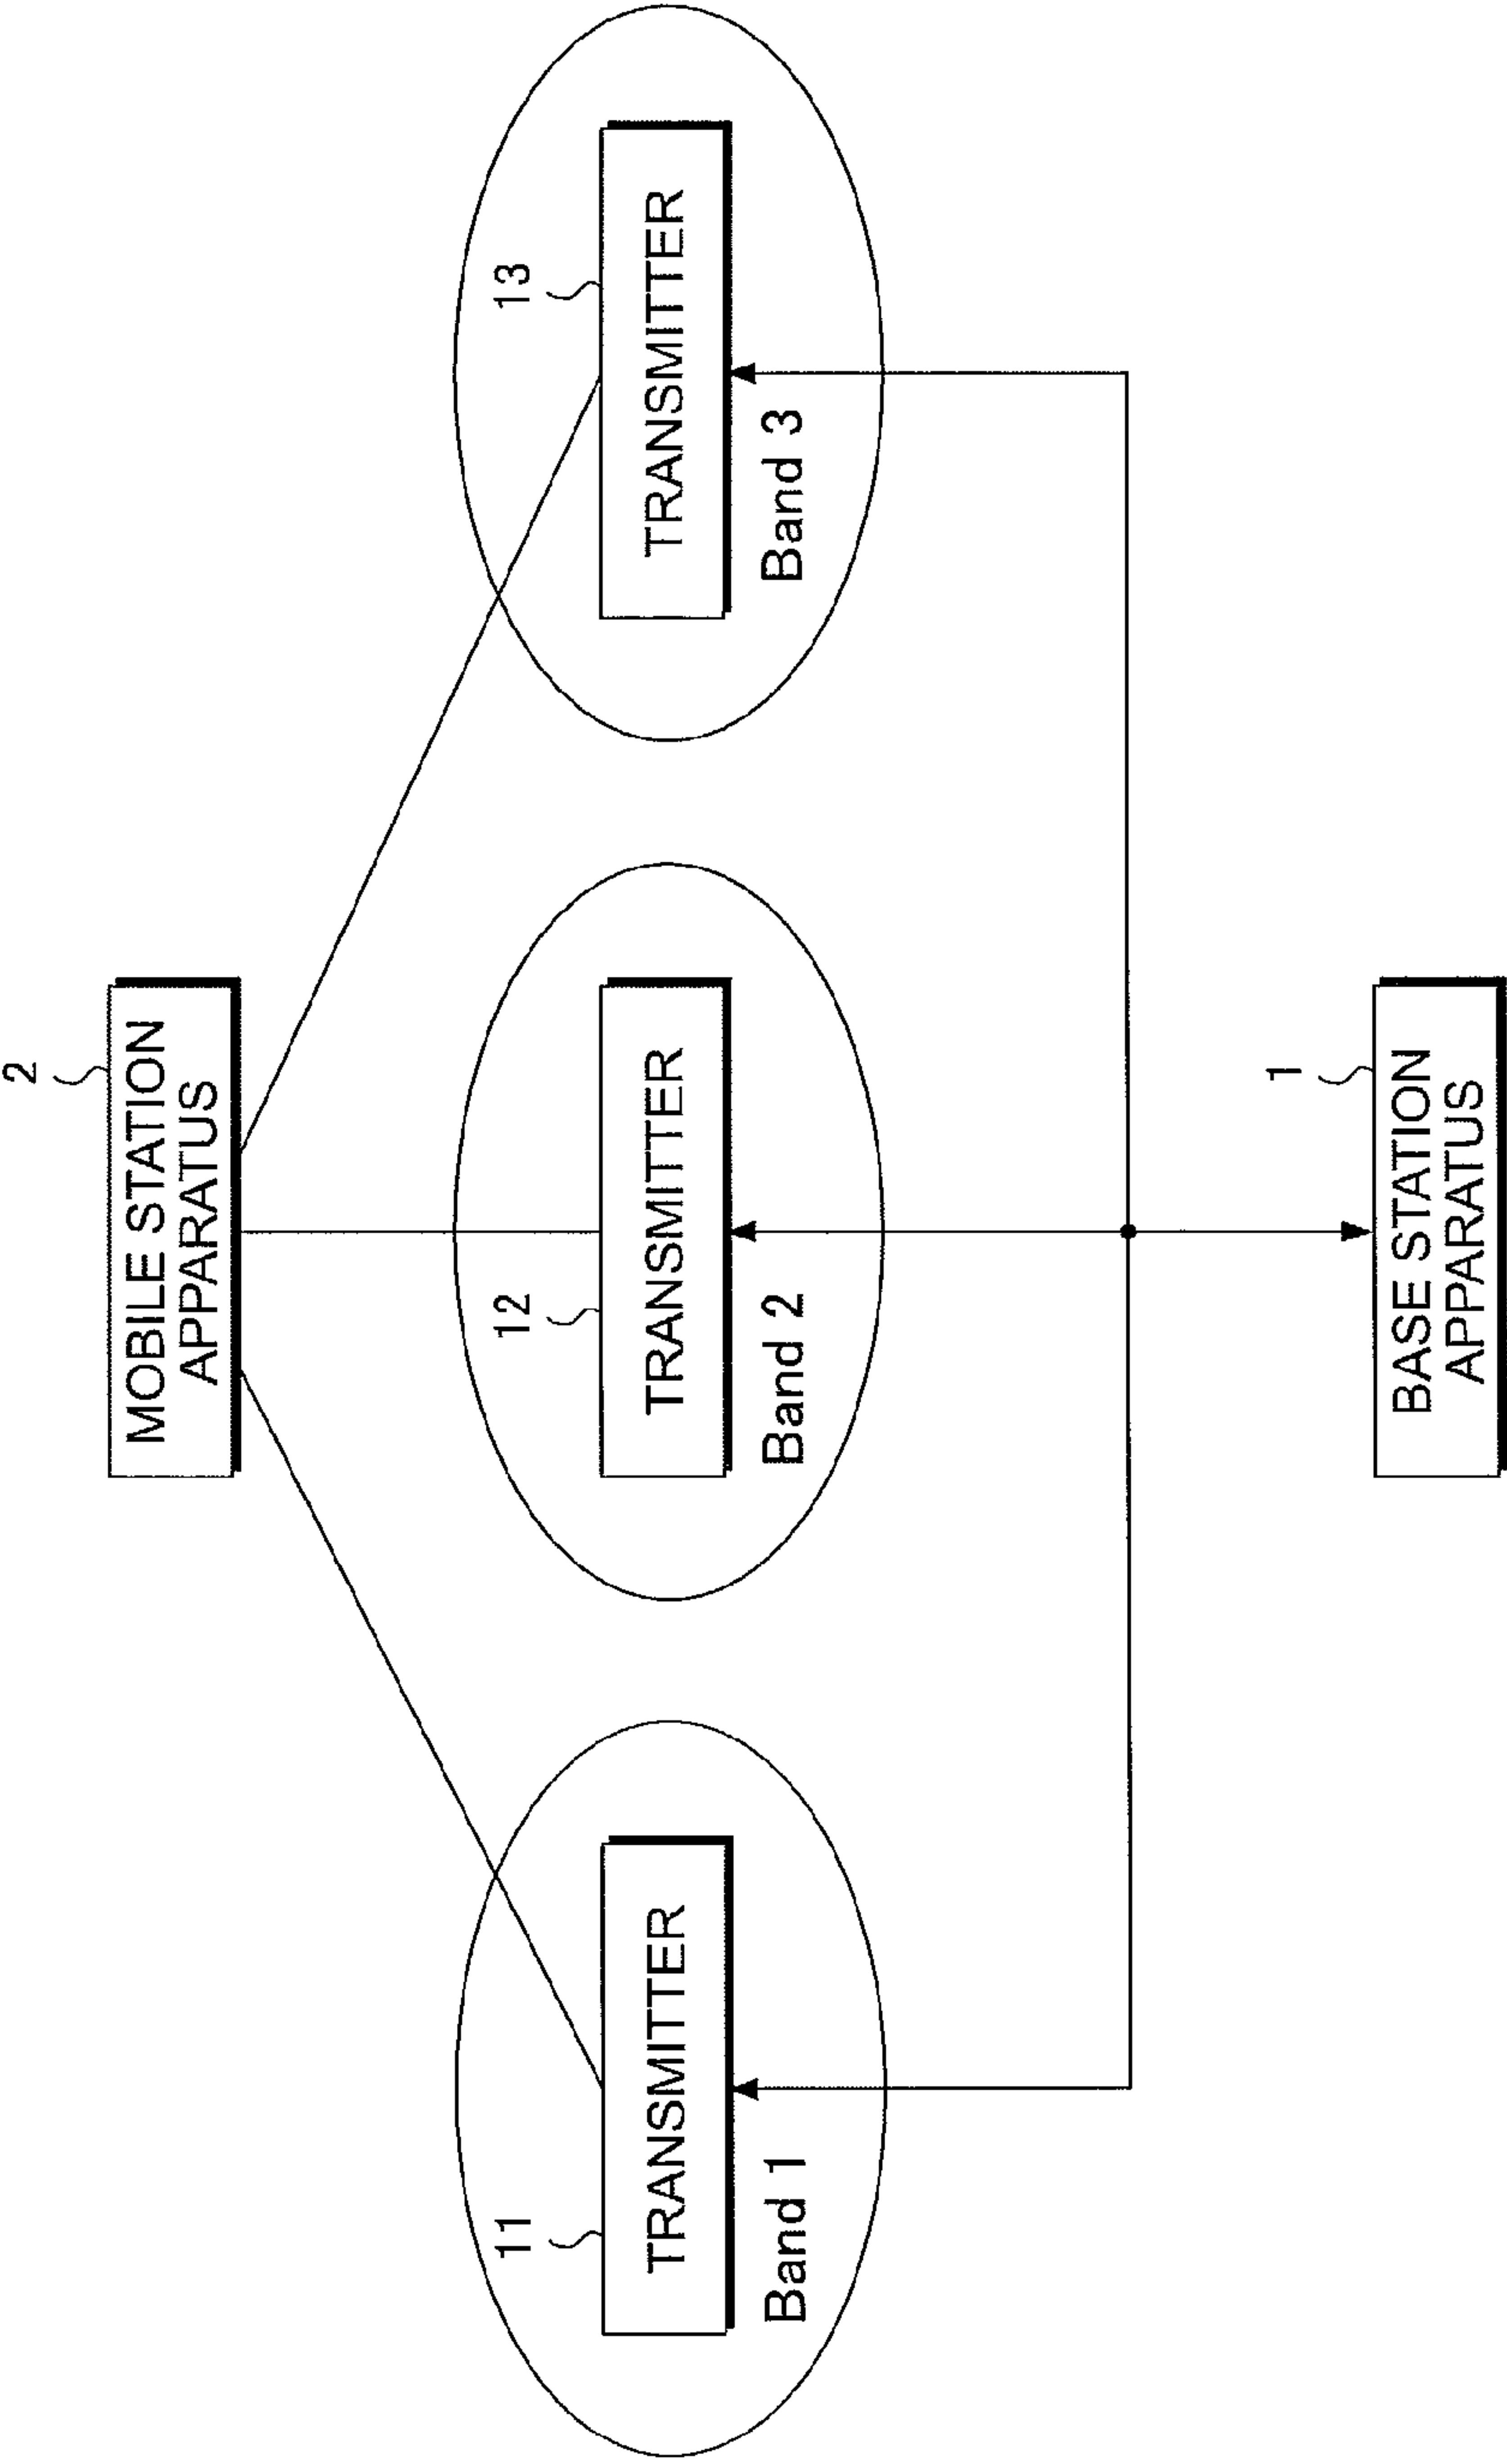 2
MOBILE STATION
APPARATUS
11
TRANSMITTER
Band 1
12
TRANSMITTER
Band 2
13
TRANSMITTER
Band 3
1
BASE STATION
APPARATUS